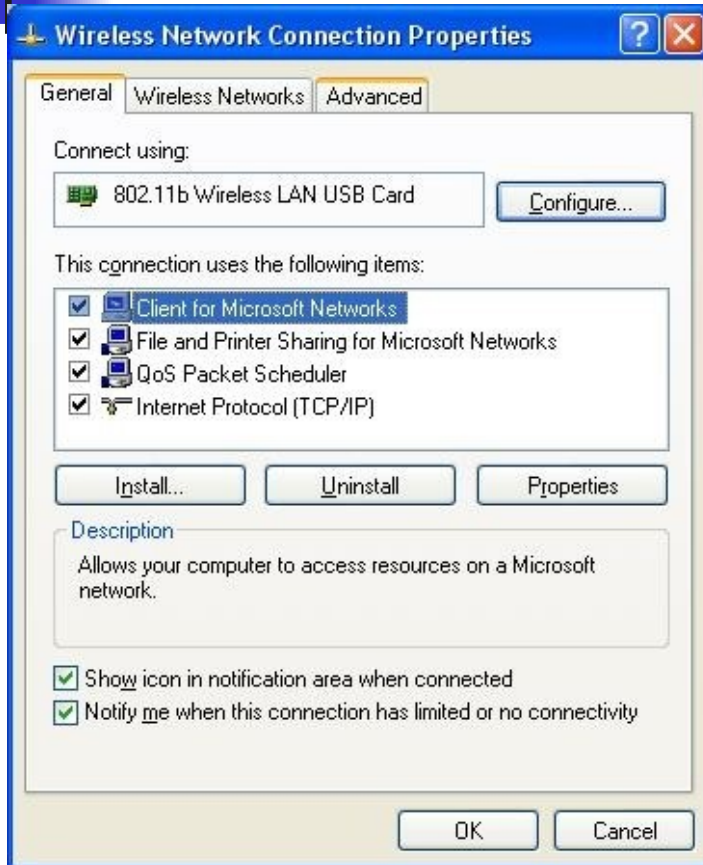 Wireless Network Connection Properties
General Wireless Networks Advanced
Connect using:
802.11b Wireless LAN USB Card
Configure...
This connection uses the following items:
Client for Microsoft Networks
File and Printer Sharing for Microsoft Networks
QoS Packet Scheduler
Internet Protocol (TCP/IP)
Install... Uninstall Properties
Description
Allows your computer to access resources on a Microsoft
network.
Show icon in notification area when connected
Notify me when this connection has limited or no connectivity
OK Cancel